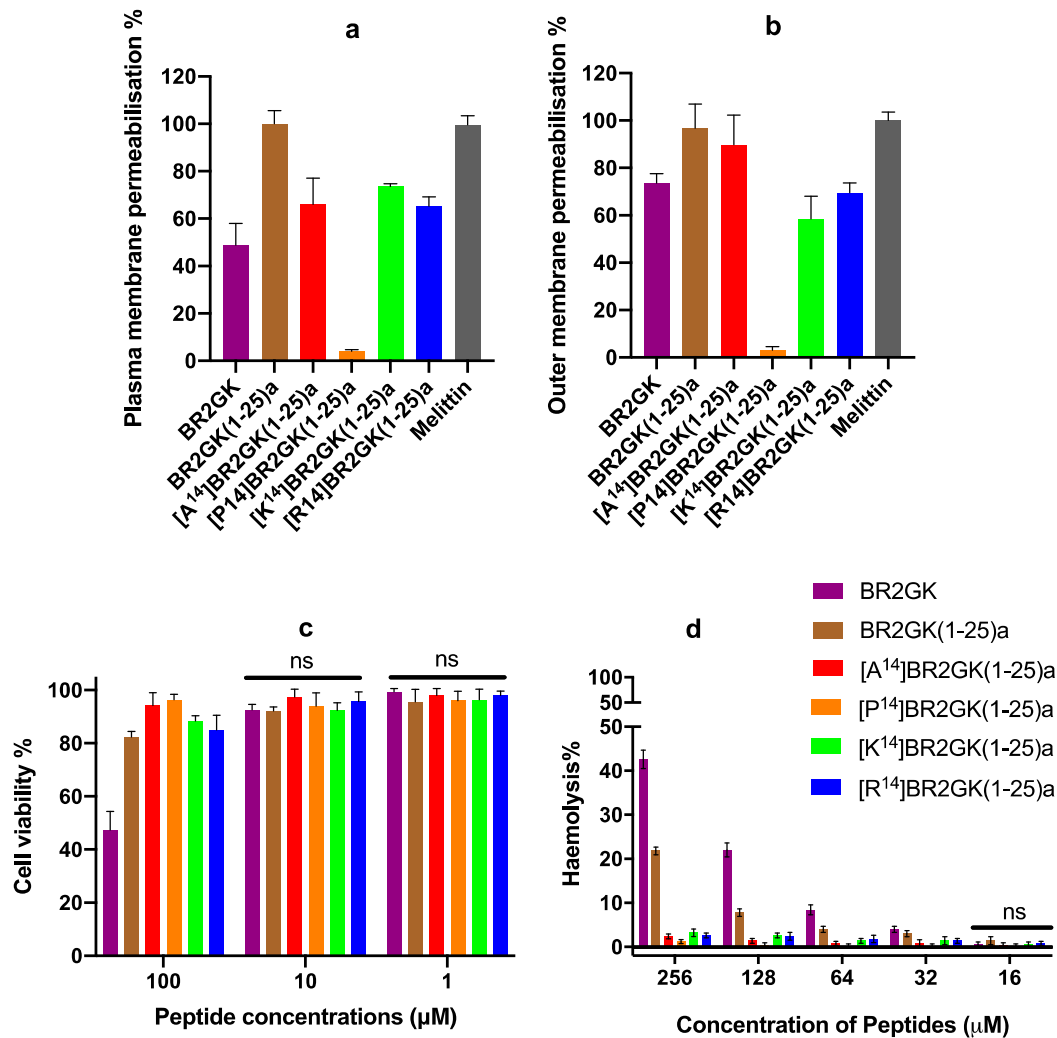 a
Plasma membrane permeabilisation %
120
100
80
60
40
20
0
BR2GK
BR2GK(1-25)a
[A¹⁴]BR2GK(1-25)a
[P14]BR2GK(1-25)a
[K¹⁴]BR2GK(1-25)a
[R14]BR2GK(1-25)a
Melittin
b
Outer membrane permeabilisation %
120
100
80
60
40
20
0
BR2GK
BR2GK(1-25)a
[A¹⁴]BR2GK(1-25)a
[P14]BR2GK(1-25)a
[K¹⁴]BR2GK(1-25)a
[R14]BR2GK(1-25)a
Melittin
c
Cell viability %
100
80
60
40
20
0
ns
ns
100
10
1
Peptide concentrations (µM)
d
BR2GK
BR2GK(1-25)a
[A¹⁴]BR2GK(1-25)a
[P¹⁴]BR2GK(1-25)a
[K¹⁴]BR2GK(1-25)a
[R¹⁴]BR2GK(1-25)a
Haemolysis%
100
50
50
40
20
10
0
ns
256
128
64
32
16
Concentration of Peptides (μM)